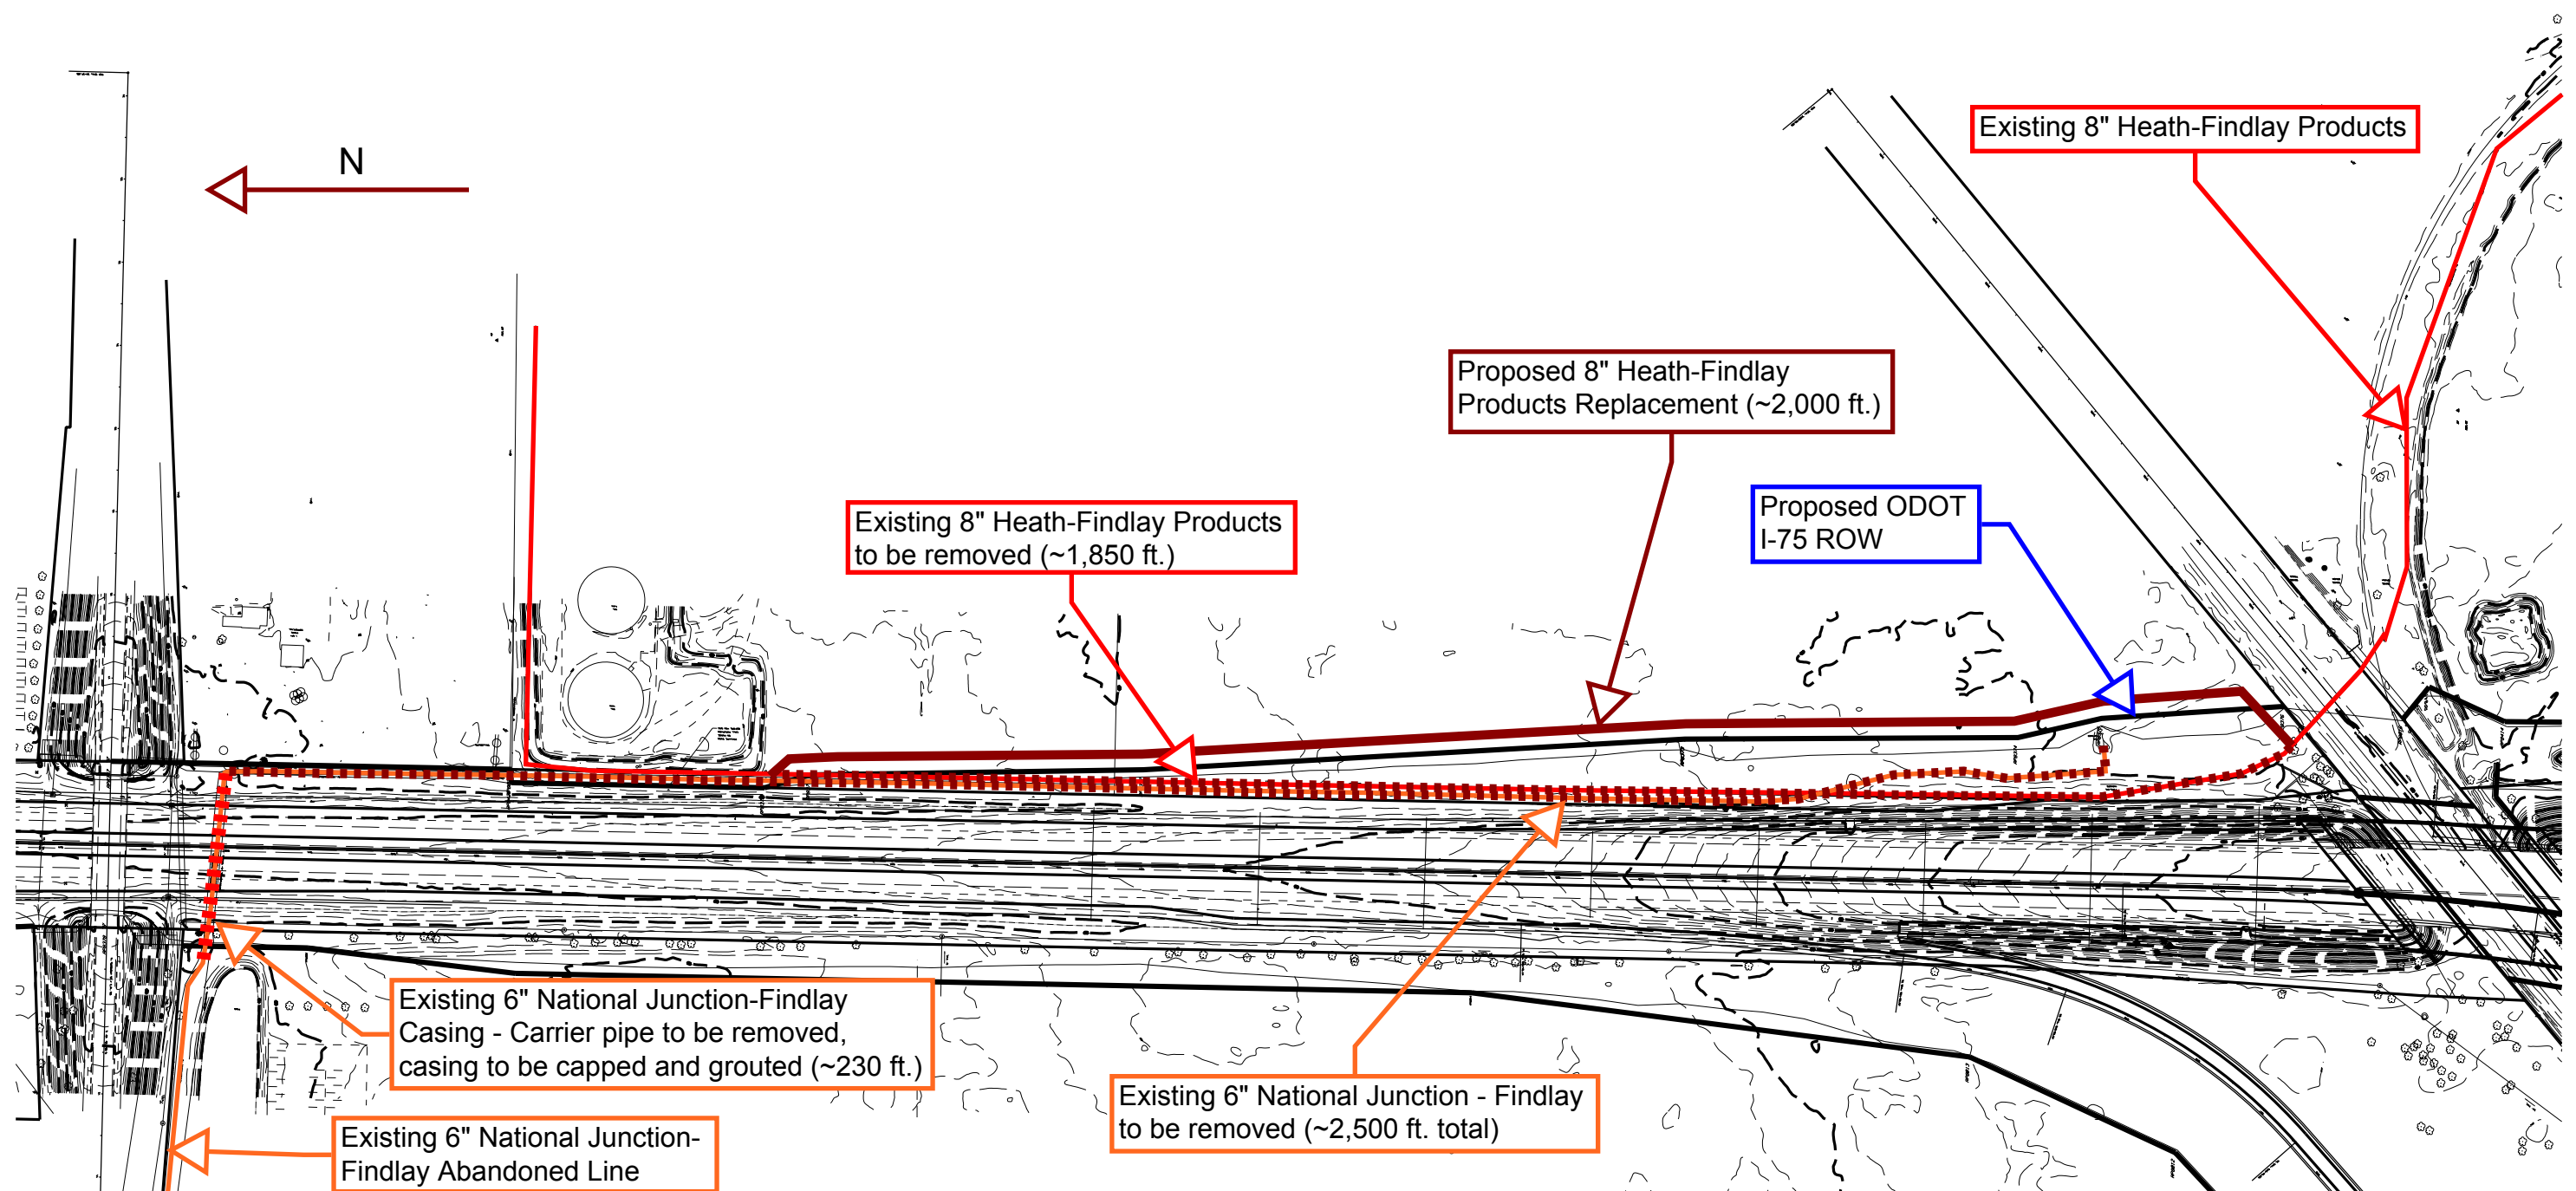 N
Existing 8" Heath-Findlay Products
Proposed 8" Heath-Findlay
Products Replacement (~2,000 ft.)
Existing 8" Heath-Findlay Products
to be removed (~1,850 ft.)
Proposed ODOT
I-75 ROW
Existing 6" National Junction-Findlay
Casing - Carrier pipe to be removed,
casing to be capped and grouted (~230 ft.)
Existing 6" National Junction - Findlay
to be removed (~2,500 ft. total)
Existing 6" National Junction-
Findlay Abandoned Line